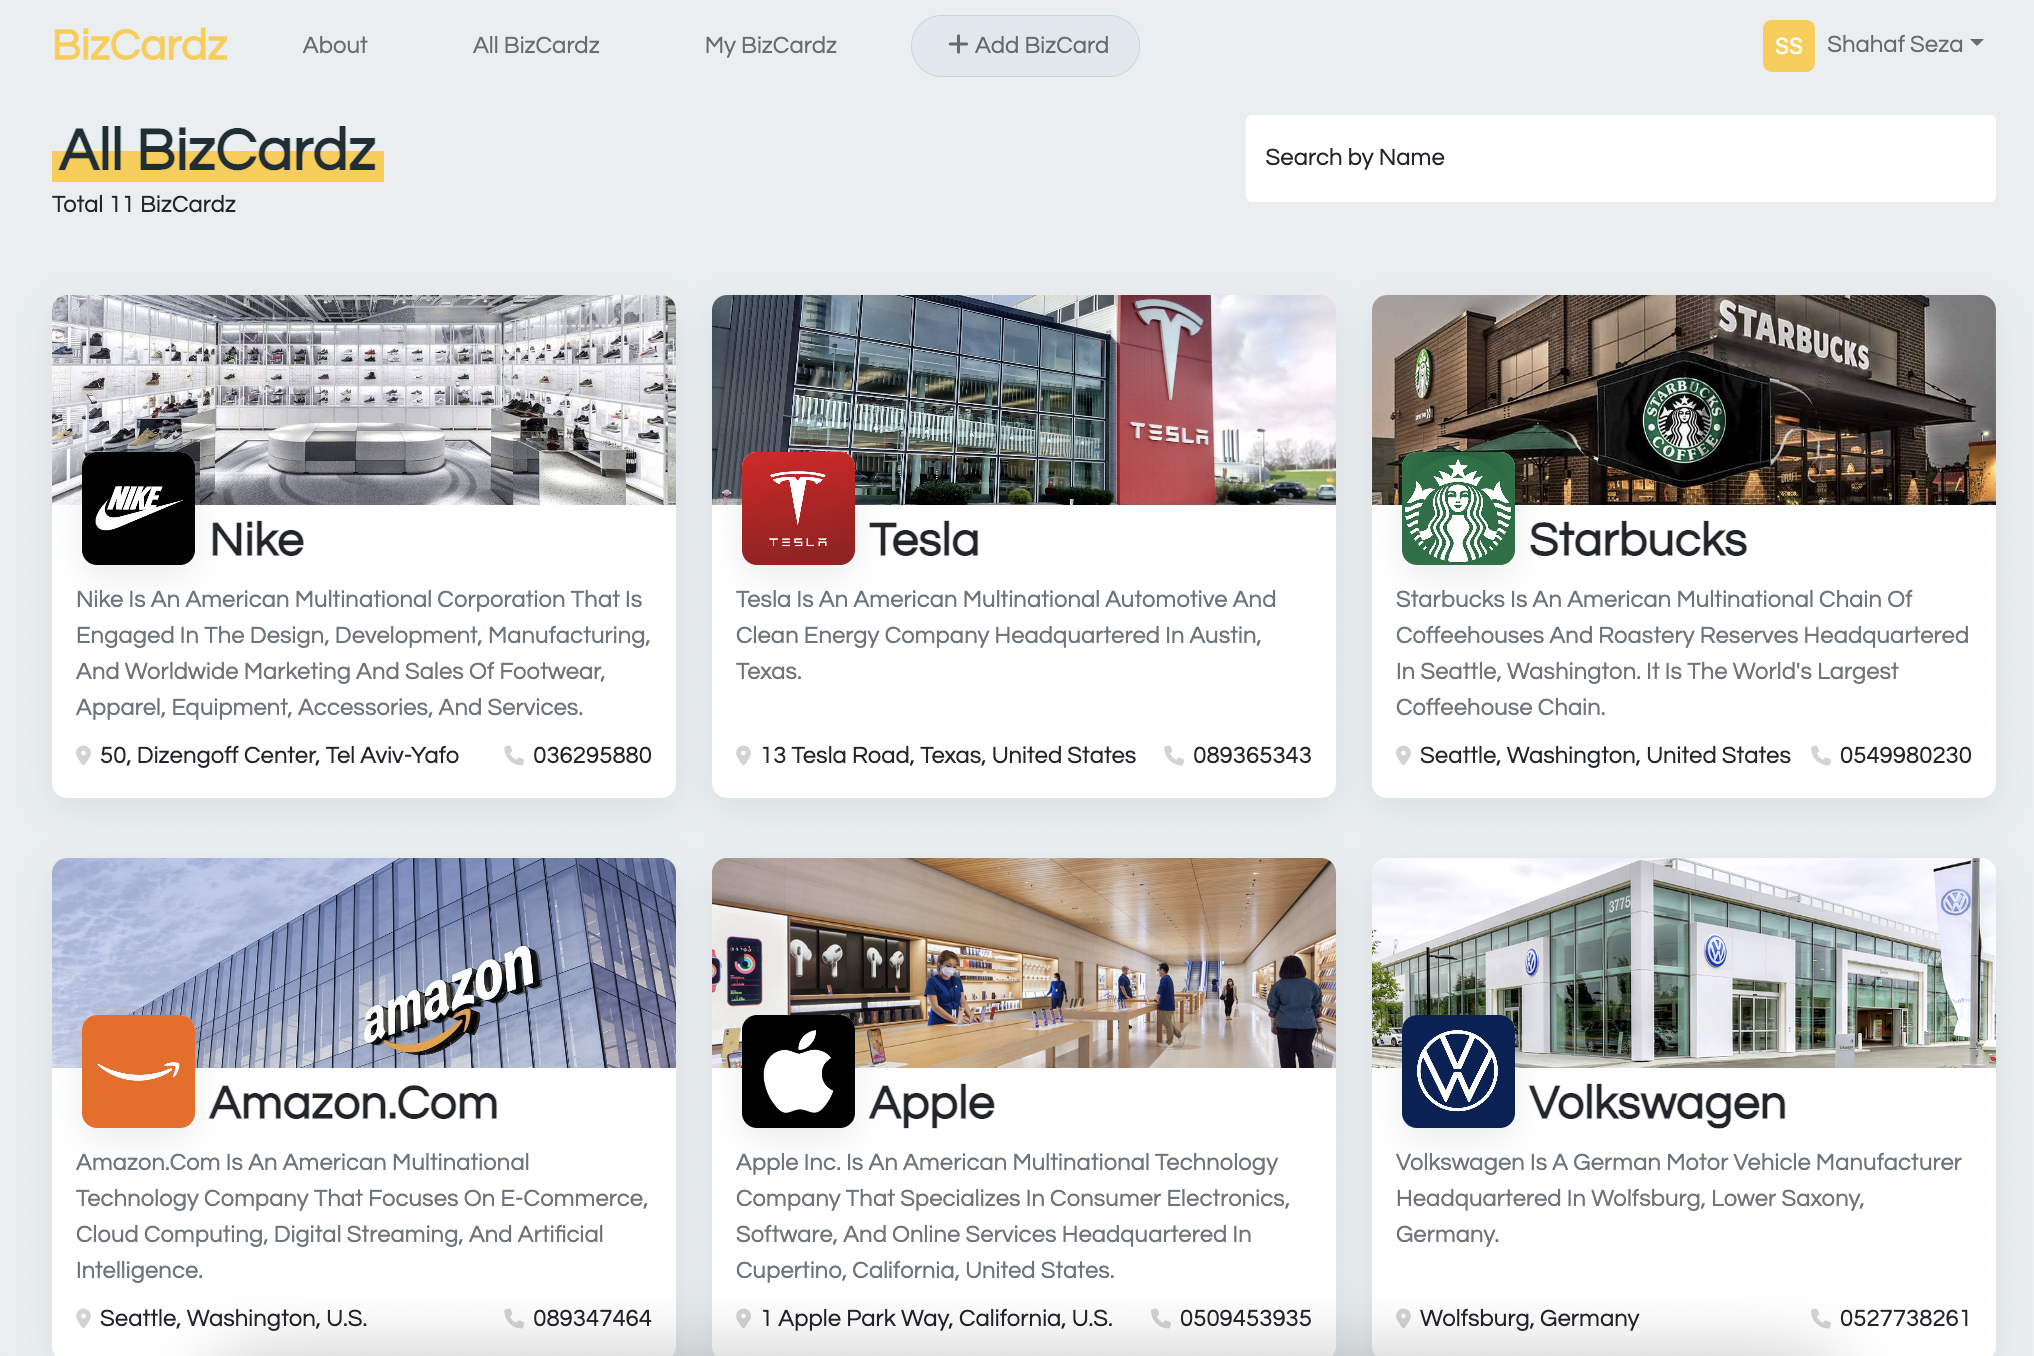 BizCardz
About
All BizCardz
My BizCardz
+ Add BizCard
SS
Shahaf Seza
All BizCardz
Total 11 BizCardz
Search by Name
NIKE
Nike
Nike Is An American Multinational Corporation That Is
Engaged In The Design, Development, Manufacturing,
And Worldwide Marketing And Sales Of Footwear,
Apparel, Equipment, Accessories, And Services.
50, Dizengoff Center, Tel Aviv-Yafo
036295880
TESLA
TESLA
Tesla
Tesla Is An American Multinational Automotive And
Clean Energy Company Headquartered In Austin,
Texas.
13 Tesla Road, Texas, United States
089365343
STARBUCKS
STARBUCKS
COFFEE
Starbucks
Starbucks Is An American Multinational Chain Of
Coffeehouses And Roastery Reserves Headquartered
In Seattle, Washington. It Is The World's Largest
Coffeehouse Chain.
Seattle, Washington, United States
0549980230
amazon
Amazon.Com
Amazon.Com Is An American Multinational
Technology Company That Focuses On E-Commerce,
Cloud Computing, Digital Streaming, And Artificial
Intelligence.
Seattle, Washington, U.S.
089347464
Apple
Apple Inc. Is An American Multinational Technology
Company That Specializes In Consumer Electronics,
Software, And Online Services Headquartered In
Cupertino, California, United States.
1 Apple Park Way, California, U.S.
0509453935
3775
Volkswagen
Volkswagen Is A German Motor Vehicle Manufacturer
Headquartered In Wolfsburg, Lower Saxony,
Germany.
Wolfsburg, Germany
0527738261